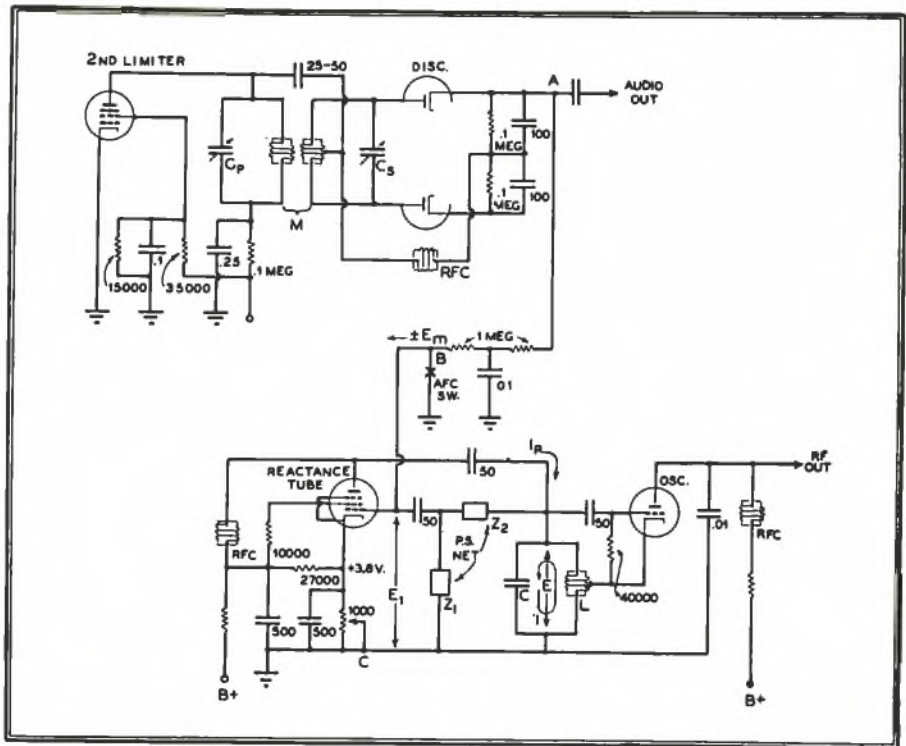 2ND LIMITER
25-50
DISC.
A
AUDIO
OUT
CP
M
CS
.1
MEG
.1
MEG
100
100
RFC
15000
.1
35000
.25
.1 MEG
±Em
1 MEG
B
AFC
SW.
.01
IR
50
REACTANCE
TUBE
RFC
10000
27000
+3.8V.
50
Z2
P.S.
NET
Z1
E1
50
OSC.
RF
OUT
.01
RFC
C
E
I
L
40000
500
500
1000
C
B+
B+